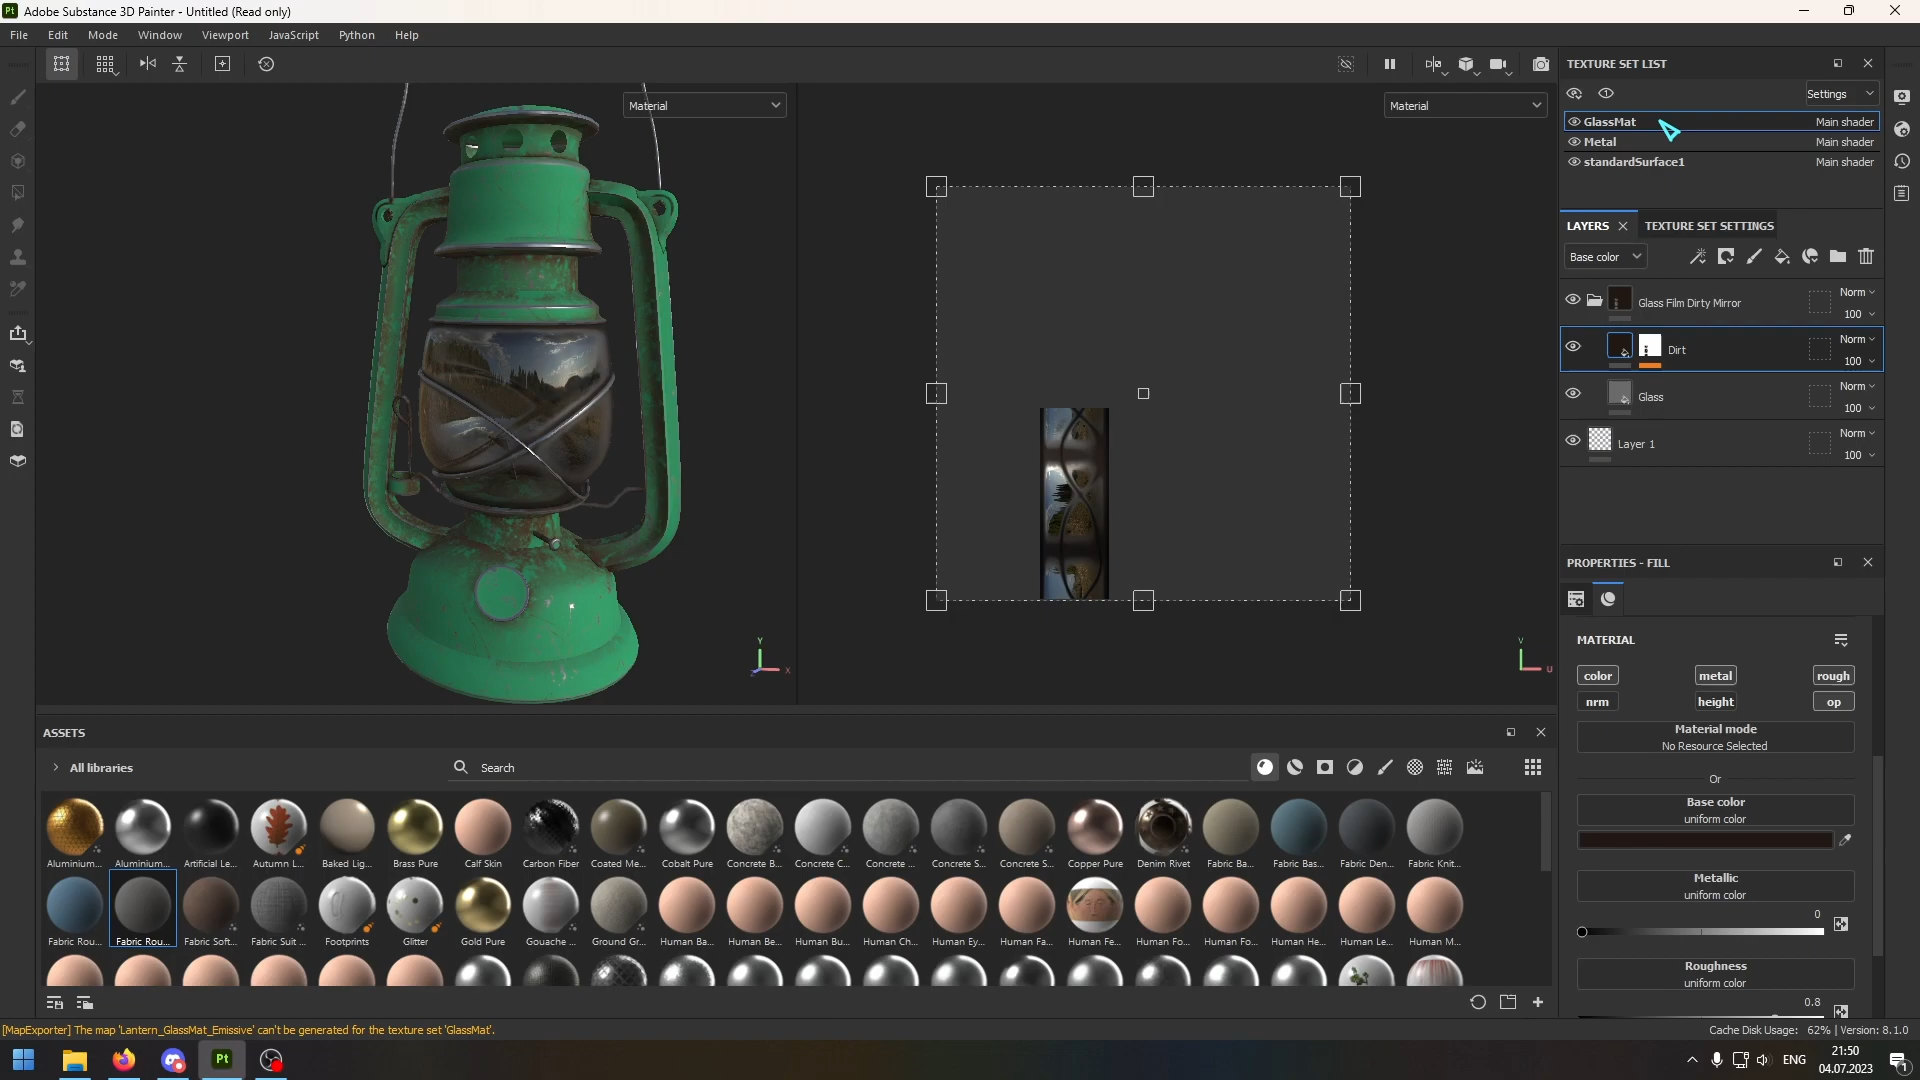 Adobe Substance 3D Painter - Untitled (Read only)
File Edit Mode Window Viewport JavaScript Python Help
Material
Material
TEXTURE SET LIST
Settings
GlassMat Main shader
Metal Main shader
standardSurface1 Main shader
LAYERS TEXTURE SET SETTINGS
Base color
Glass Film Dirty Mirror Norm 100
Dirt Norm 100
Glass Norm 100
Layer 1 Norm 100
PROPERTIES - FILL
MATERIAL
color metal rough
nrm height op
Material mode
No Resource Selected
Or
Base color
uniform color
Metallic
uniform color
0
Roughness
uniform color
0.8
Y
X
Z
V
U
ASSETS
All libraries
Search
Aluminium... Aluminium... Artificial Le... Autumn L... Baked Lig... Brass Pure Calf Skin Carbon Fiber Coated Me... Cobalt Pure Concrete B... Concrete C... Concrete ... Concrete S... Concrete S... Copper Pure Denim Rivet Fabric Ba... Fabric Bas... Fabric Den... Fabric Knit...
Fabric Rou... Fabric Rou... Fabric Soft... Fabric Suit ... Footprints Glitter Gold Pure Gouache ... Ground Gr... Human Ba... Human Be... Human Bu... Human Ch... Human Ey... Human Fa... Human Fe... Human Fo... Human Fo... Human He... Human Le... Human M...
[MapExporter] The map 'Lantern_GlassMat_Emissive' can't be generated for the texture set 'GlassMat'.
Cache Disk Usage: 62% | Version: 8.1.0
Pt
ENG
21:50
04.07.2023
1